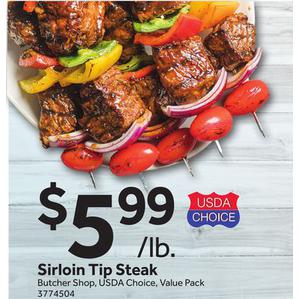 $5.99
/lb.
USDA
CHOICE
Sirloin Tip Steak
Butcher Shop, USDA Choice, Value Pack
3774504